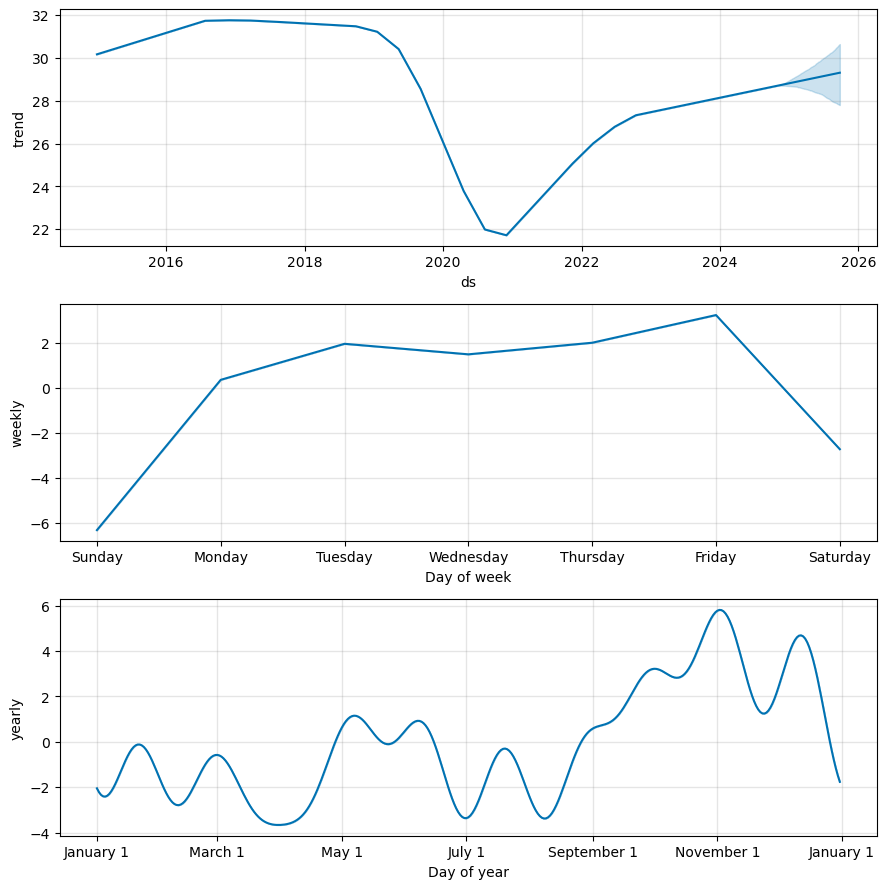 32
30
28
26
24
22
trend
2016 2018 2020 2022 2024 2026
ds
2
0
−2
−4
−6
weekly
Sunday Monday Tuesday Wednesday Thursday Friday Saturday
Day of week
6
4
2
0
−2
−4
yearly
January 1 March 1 May 1 July 1 September 1 November 1 January 1
Day of year